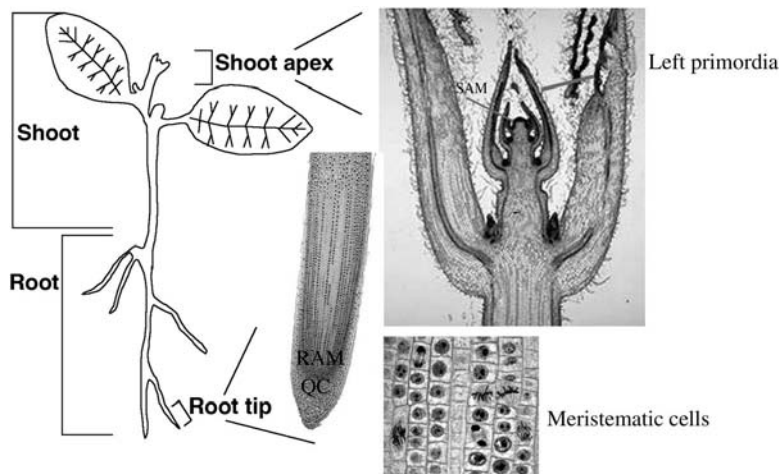 Shoot apex
Left primordia
SAM
Shoot
Root
RAM
QC
Root tip
Meristematic cells